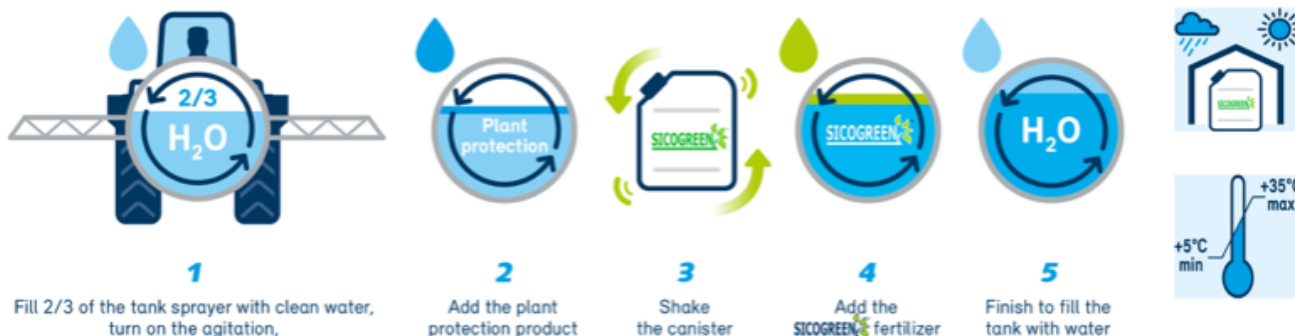 2/3
H₂O
Plant
protection
SICOGREEN
SICOGREEN
H₂O
SICOGREEN
+35°C
max
+5°C
min
1
Fill 2/3 of the tank sprayer with clean water,
turn on the agitation,
2
Add the plant
protection product
3
Shake
the canister
4
Add the
SICOGREEN fertilizer
5
Finish to fill the
tank with water